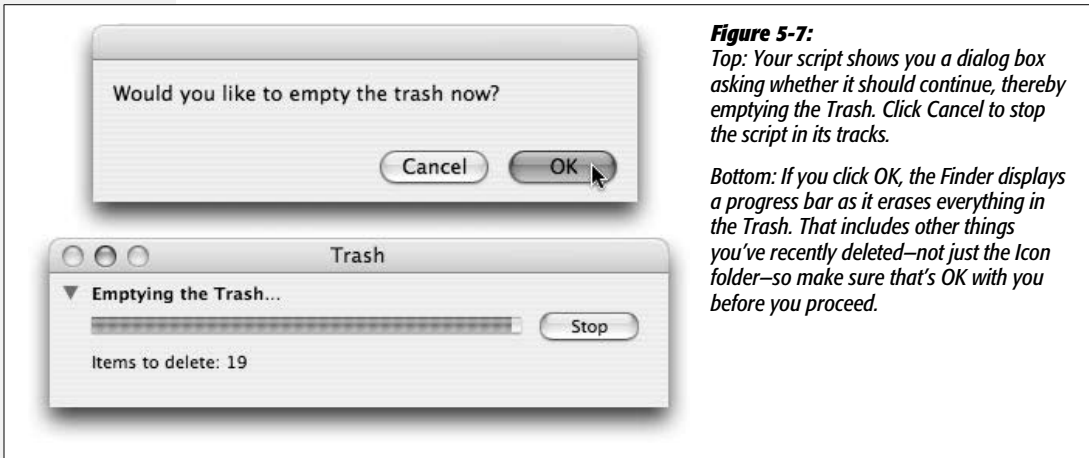 Would you like to empty the trash now?
Cancel
OK
Trash
Emptying the Trash...
Stop
Items to delete: 19
Figure 5-7:
Top: Your script shows you a dialog box
asking whether it should continue, thereby
emptying the Trash. Click Cancel to stop
the script in its tracks.
Bottom: If you click OK, the Finder displays
a progress bar as it erases everything in
the Trash. That includes other things
you've recently deleted—not just the Icon
folder—so make sure that's OK with you
before you proceed.